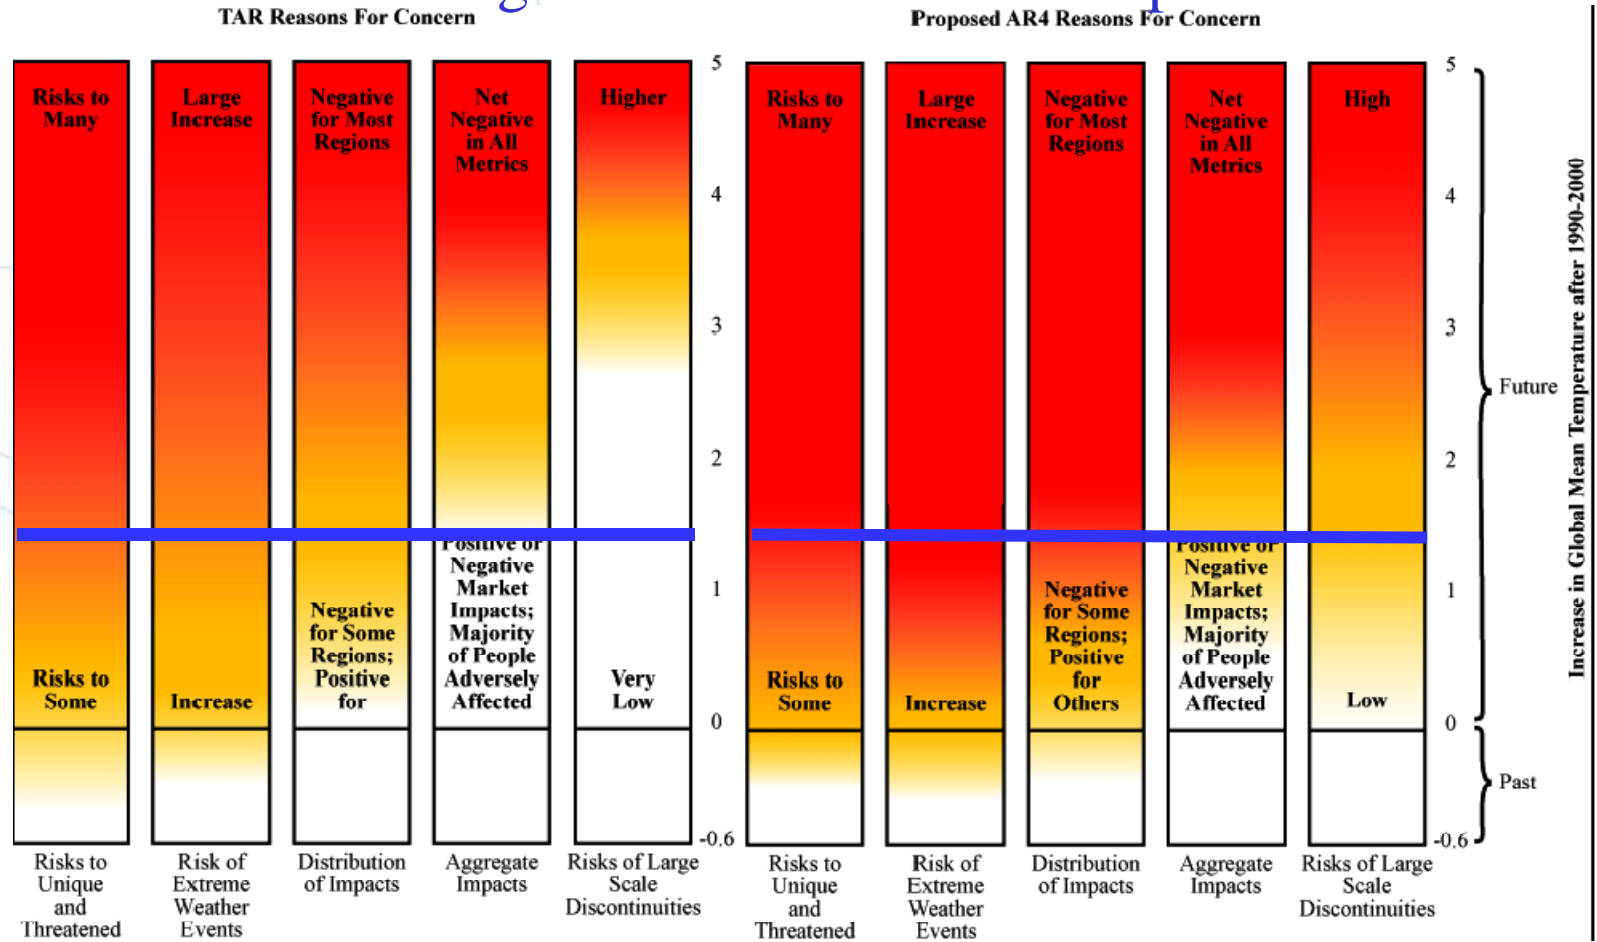 TAR Reasons For Concern
Risks to
Many
Risks to
Some
Large
Increase
Increase
Negative
for Most
Regions
Negative
for Some
Regions;
Positive
for
Net
Negative
in All
Metrics
Positive or
Negative
Market
Impacts;
Majority
of People
Adversely
Affected
Higher
Very
Low
5
4
3
2
1
0
-0.6
Risks to
Unique
and
Threatened
Risk of
Extreme
Weather
Events
Distribution
of Impacts
Aggregate
Impacts
Risks of Large
Scale
Discontinuities
Proposed AR4 Reasons For Concern
Risks to
Many
Risks to
Some
Large
Increase
Increase
Negative
for Most
Regions
Negative
for Some
Regions;
Positive
for
Others
Net
Negative
in All
Metrics
Positive or
Negative
Market
Impacts;
Majority
of People
Adversely
Affected
High
Low
5
4
3
2
1
0
-0.6
Future
Past
Increase in Global Mean Temperature after 1990-2000
Risks to
Unique
and
Threatened
Risk of
Extreme
Weather
Events
Distribution
of Impacts
Aggregate
Impacts
Risks of Large
Scale
Discontinuities